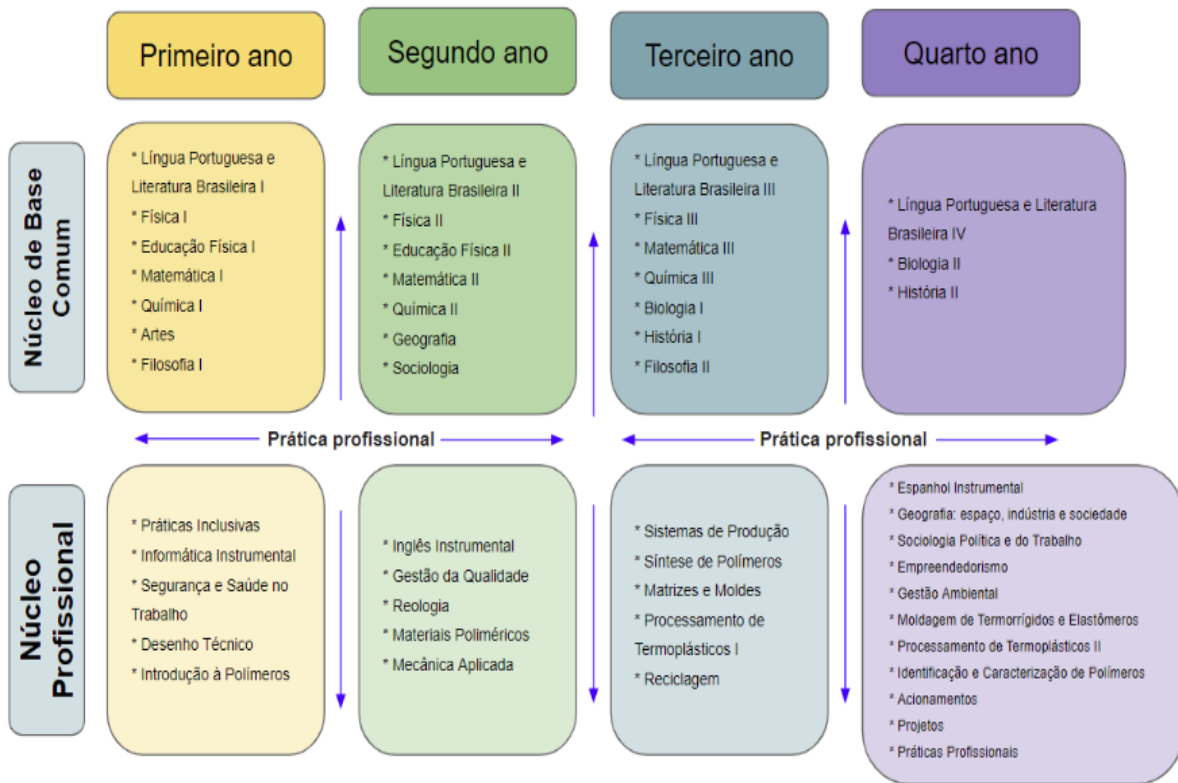 Primeiro ano
Segundo ano
Terceiro ano
Quarto ano
Núcleo de Base
Comum
* Língua Portuguesa e
Literatura Brasileira I
* Física I
* Educação Física I
* Matemática I
* Química I
* Artes
* Filosofia I
* Língua Portuguesa e
Literatura Brasileira II
* Física II
* Educação Física II
* Matemática II
* Química II
* Geografia
* Sociologia
* Língua Portuguesa e
Literatura Brasileira III
* Física III
* Matemática III
* Química III
* Biologia I
* História I
* Filosofia II
* Língua Portuguesa e Literatura
Brasileira IV
* Biologia II
* História II
Prática profissional
Prática profissional
Núcleo
Profissional
* Práticas Inclusivas
* Informática Instrumental
* Segurança e Saúde no
Trabalho
* Desenho Técnico
* Introdução à Polímeros
* Inglês Instrumental
* Gestão da Qualidade
* Reologia
* Materiais Poliméricos
* Mecânica Aplicada
* Sistemas de Produção
* Síntese de Polímeros
* Matrizes e Moldes
* Processamento de
Termoplásticos I
* Reciclagem
* Espanhol Instrumental
* Geografia: espaço, indústria e sociedade
* Sociologia Política e do Trabalho
* Empreendedorismo
* Gestão Ambiental
* Moldagem de Termorrígidos e Elastômeros
* Processamento de Termoplásticos II
* Identificação e Caracterização de Polímeros
* Acionamentos
* Projetos
* Práticas Profissionais